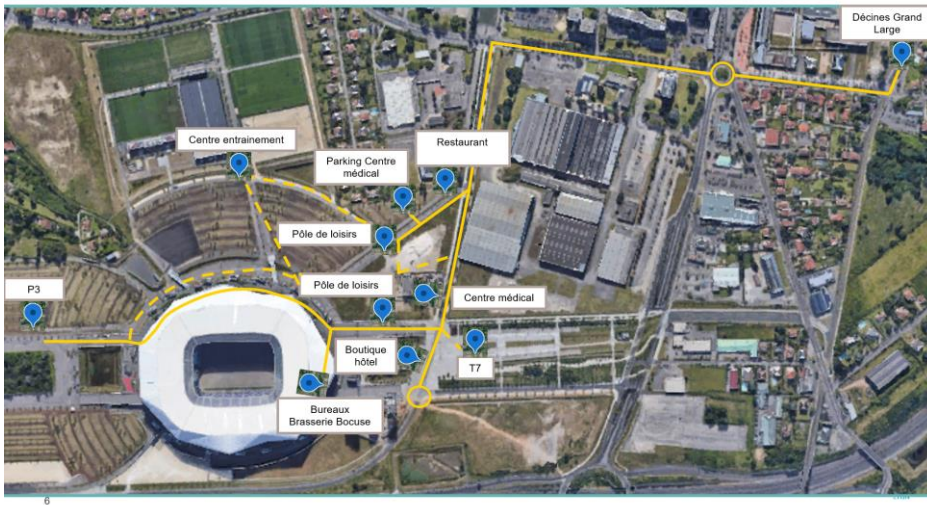 Décines Grand
Large
Centre entrainement
Parking Centre
médical
Restaurant
Pôle de loisirs
P3
Pôle de loisirs
Centre médical
Boutique
hôtel
T7
Bureaux
Brasserie Bocuse
6